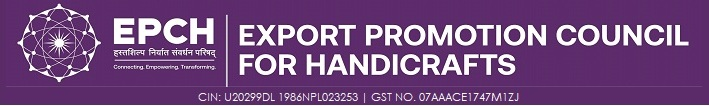 EPCH
हस्तशिल्प निर्यात संवर्धन परिषद्
Connecting. Empowering. Transforming.
EXPORT PROMOTION COUNCIL
FOR HANDICRAFTS
CIN: U20299DL 1986NPL023253 | GST NO. 07AAACE1747M1ZJ